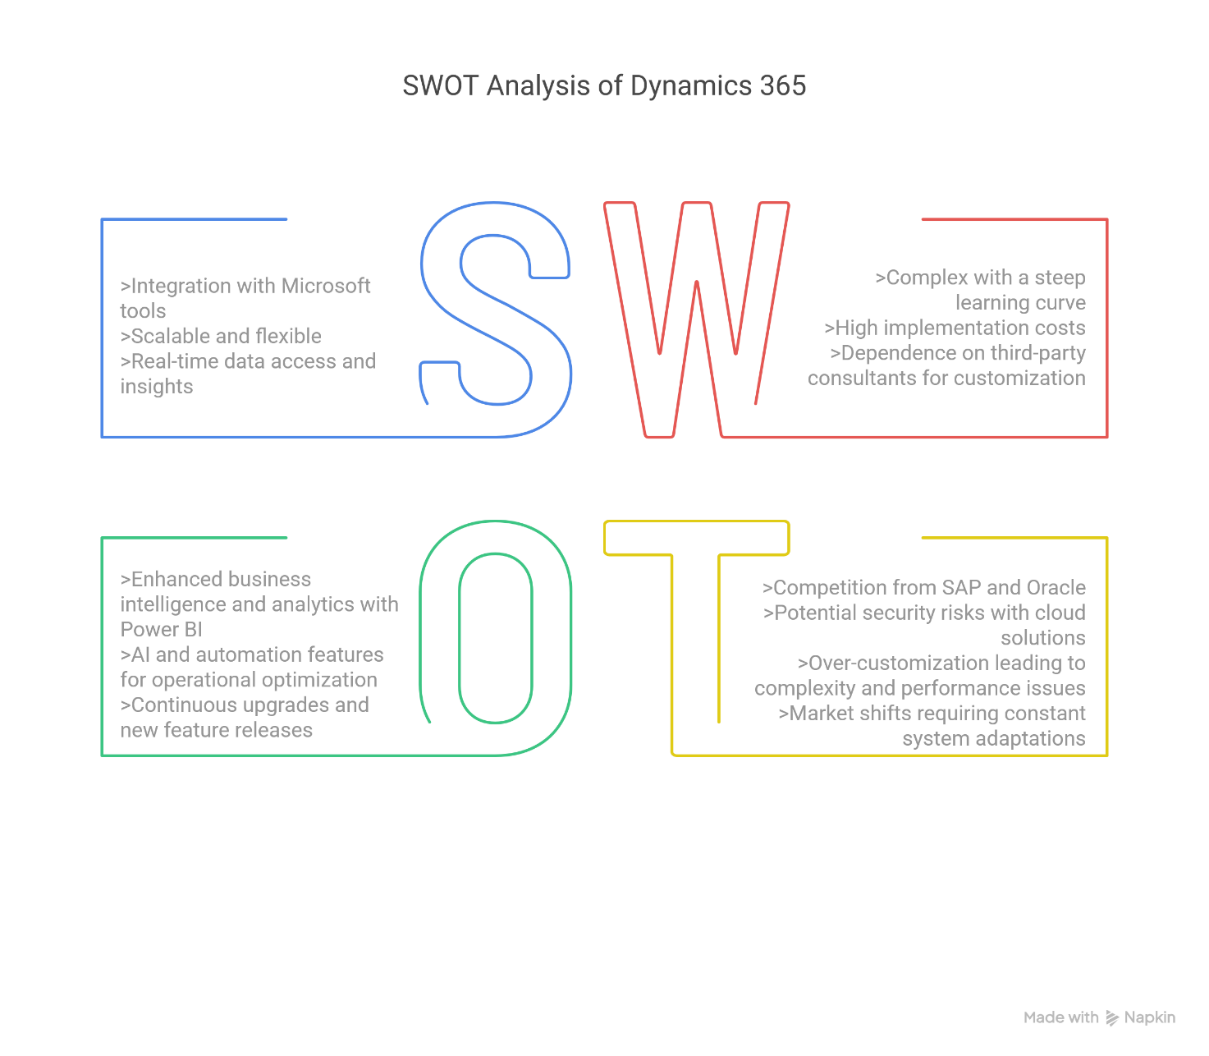 SWOT Analysis of Dynamics 365
S
>Integration with Microsoft
tools
>Scalable and flexible
>Real-time data access and
insights
W
>Complex with a steep
learning curve
>High implementation costs
>Dependence on third-party
consultants for customization
O
>Enhanced business
intelligence and analytics with
Power BI
>AI and automation features
for operational optimization
>Continuous upgrades and
new feature releases
T
>Competition from SAP and Oracle
>Potential security risks with cloud
solutions
>Over-customization leading to
complexity and performance issues
>Market shifts requiring constant
system adaptations
Made with Napkin